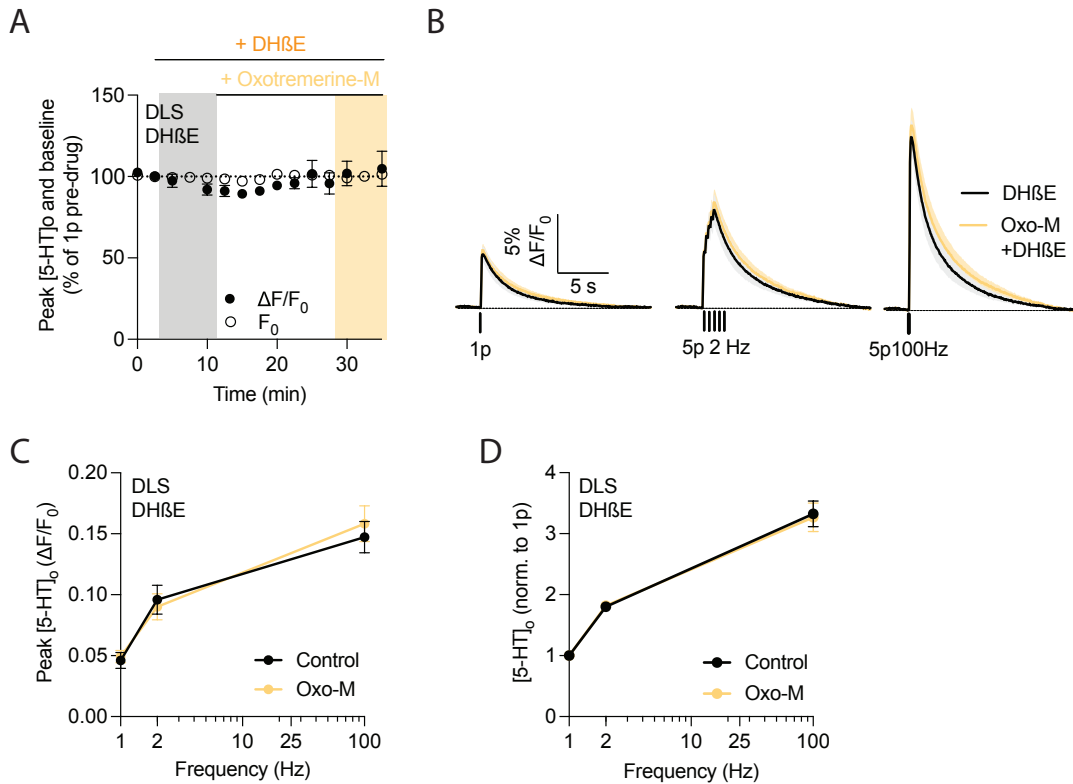 A
+ DHßE
+ Oxotremerine-M
Peak [5-HT]o and baseline
(% of 1p pre-drug)
150
100
50
0
DLS
DHßE
ΔF/F0
F0
0
10
20
30
Time (min)
B
5%
ΔF/F0
5 s
DHßE
Oxo-M
+DHßE
1p
5p 2 Hz
5p100Hz
C
Peak [5-HT]o (ΔF/F0)
0.20
0.15
0.10
0.05
0.00
DLS
DHßE
Control
Oxo-M
1
2
10
25
100
Frequency (Hz)
D
[5-HT]o (norm. to 1p)
4
3
2
1
0
DLS
DHßE
Control
Oxo-M
1
2
10
25
100
Frequency (Hz)